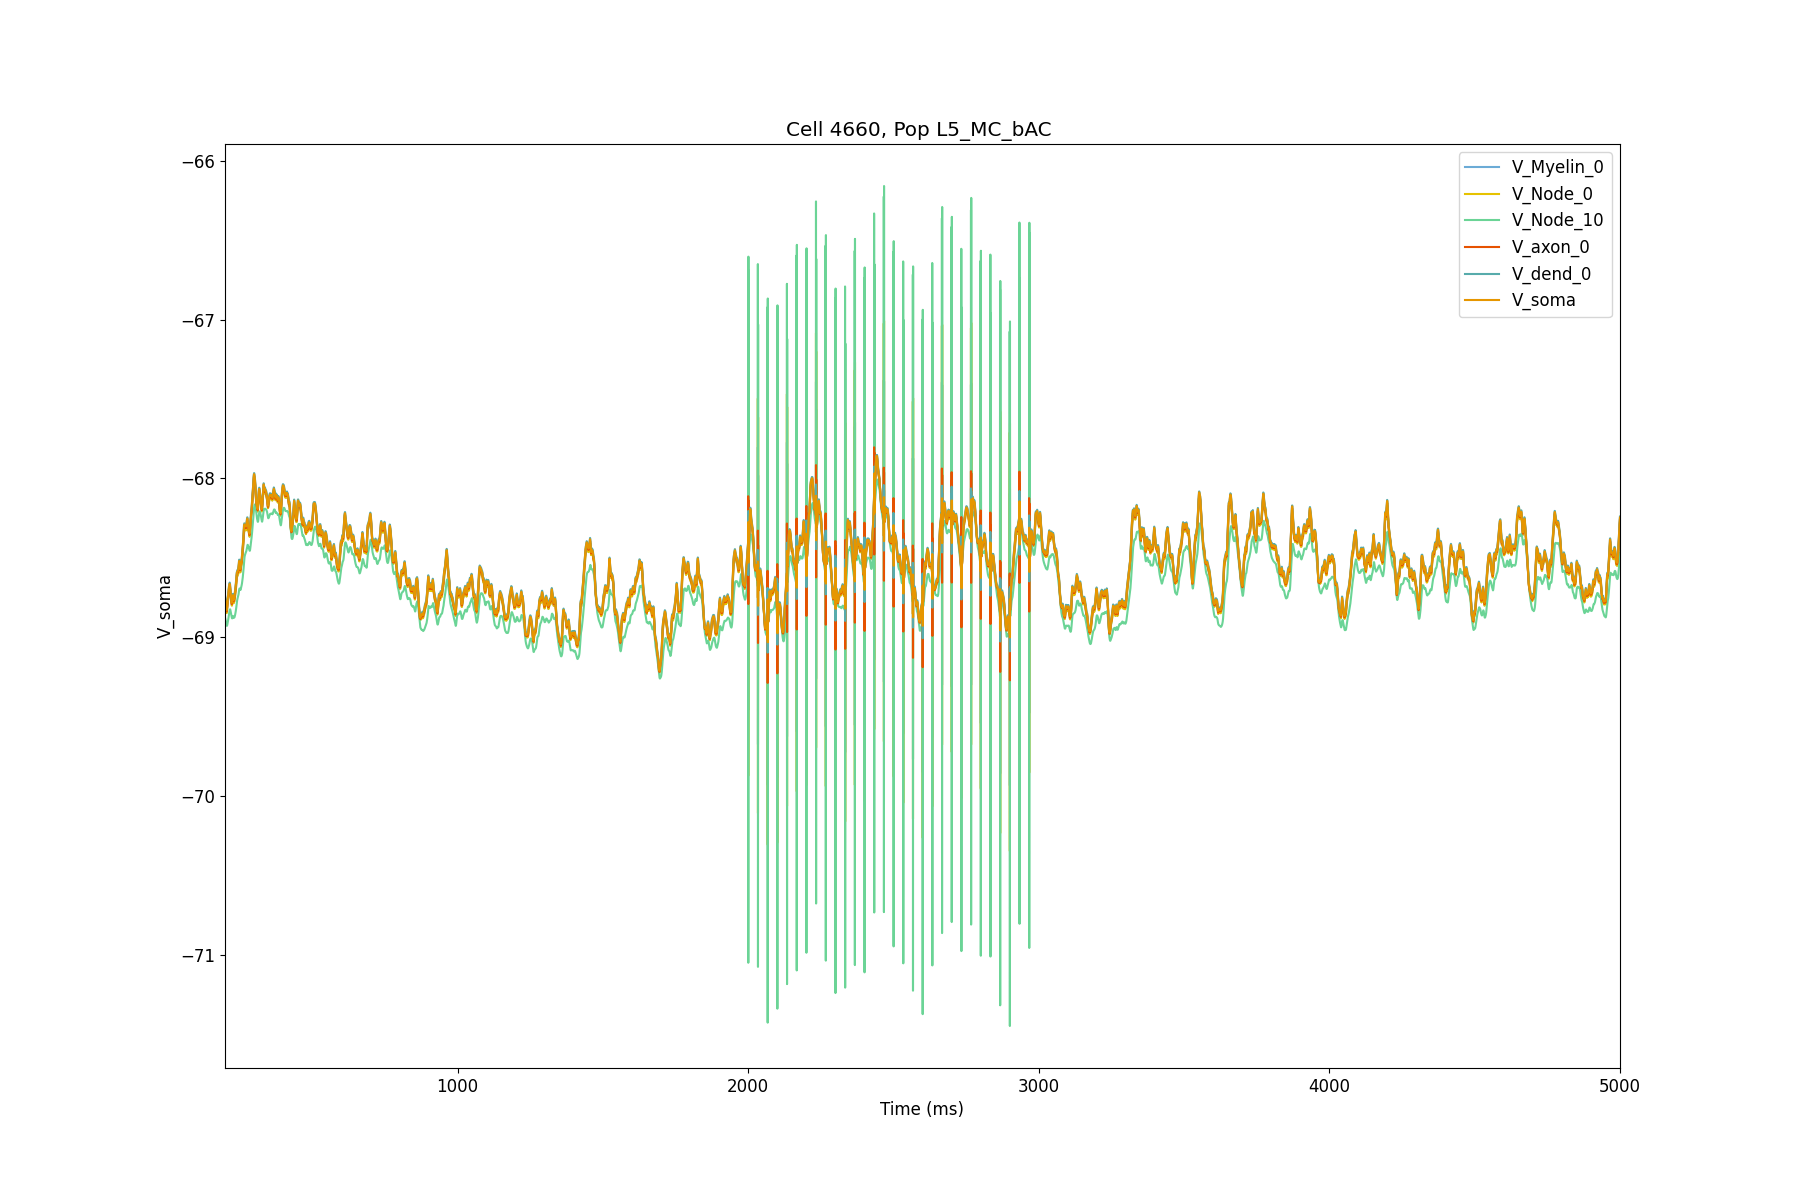 Cell 4660, Pop L5_MC_bAC
V_soma
−66
−67
−68
−69
−70
−71
V_Myelin_0
V_Node_0
V_Node_10
V_axon_0
V_dend_0
V_soma
1000 2000 3000 4000 5000
Time (ms)